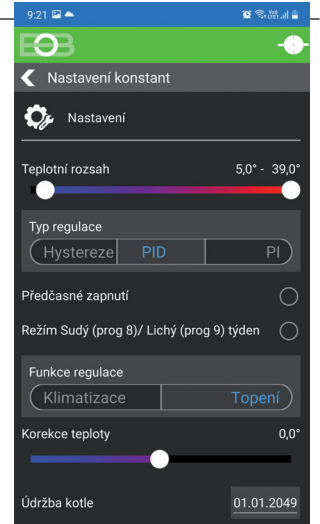 9:21
EOB
Nastavení konstant
Nastavení
Teplotní rozsah 5,0° - 39,0°
Typ regulace
Hystereze PID PI
Předčasné zapnutí
Režím Sudý (prog 8)/ Lichý (prog 9) týden
Funkce regulace
Klimatizace Topení
Korekce teploty 0,0°
Údržba kotle 01.01.2049